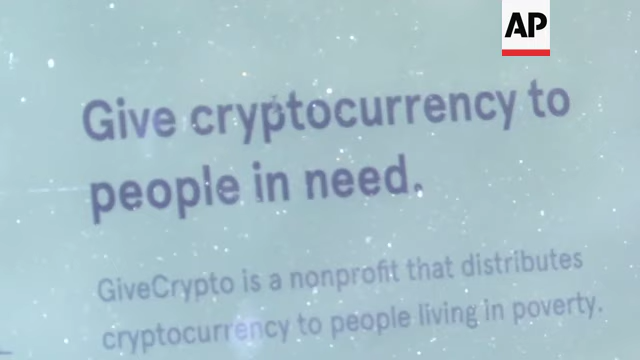 AP
Give cryptocurrency to
people in need.
GiveCrypto is a nonprofit that distributes
cryptocurrency to people living in poverty.